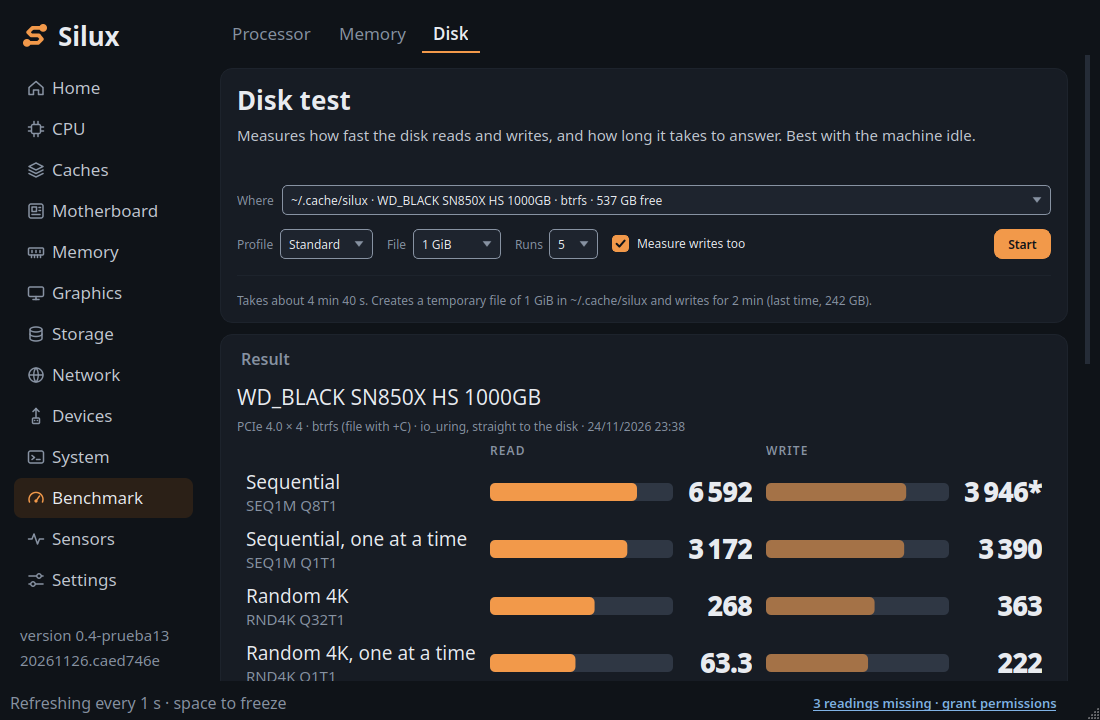 Silux
Processor Memory Disk
Home
CPU
Caches
Motherboard
Memory
Graphics
Storage
Network
Devices
System
Benchmark
Sensors
Settings
version 0.4-prueba13
20261126.caed746e
Disk test
Measures how fast the disk reads and writes, and how long it takes to answer. Best with the machine idle.
Where ~/.cache/silux · WD_BLACK SN850X HS 1000GB · btrfs · 537 GB free
Profile Standard File 1 GiB Runs 5 Measure writes too Start
Takes about 4 min 40 s. Creates a temporary file of 1 GiB in ~/.cache/silux and writes for 2 min (last time, 242 GB).
Result
WD_BLACK SN850X HS 1000GB
PCIe 4.0 × 4 · btrfs (file with +C) · io_uring, straight to the disk · 24/11/2026 23:38
READ WRITE
Sequential 6 592 3 946*
SEQ1M Q8T1
Sequential, one at a time 3 172 3 390
SEQ1M Q1T1
Random 4K 268 363
RND4K Q32T1
Random 4K, one at a time 63.3 222
RND4K Q1T1
Refreshing every 1 s · space to freeze
3 readings missing · grant permissions